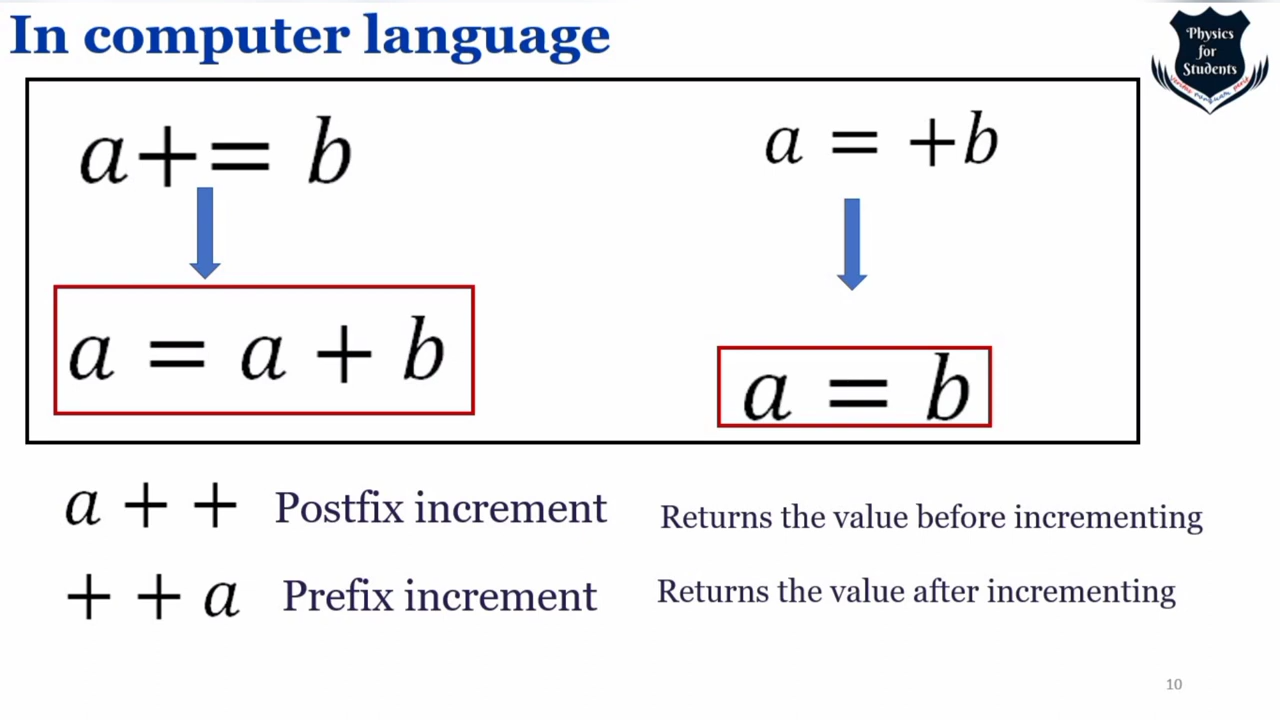 In computer language
Physics
for
Students
a+= b
a = +b
a = a + b
a = b
a + + Postfix increment Returns the value before incrementing
+ + a Prefix increment Returns the value after incrementing
10